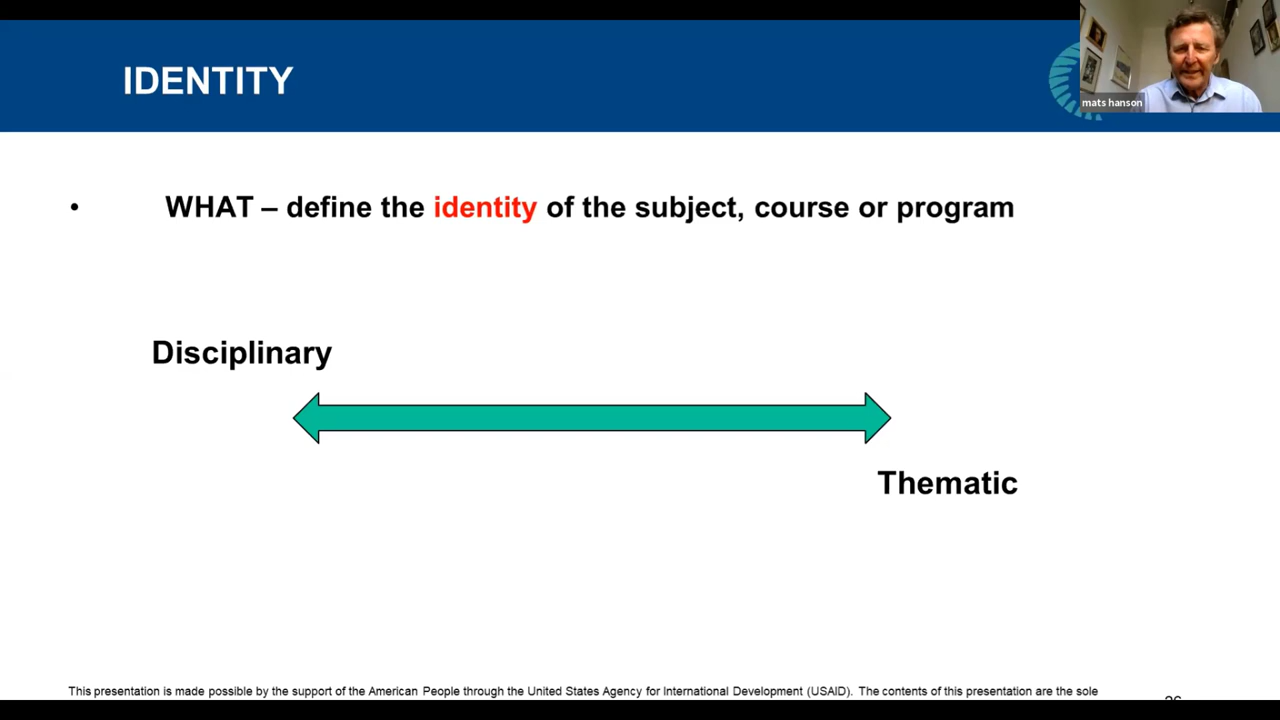 IDENTITY
mats hanson
• WHAT – define the identity of the subject, course or program
Disciplinary
Thematic
This presentation is made possible by the support of the American People through the United States Agency for International Development (USAID). The contents of this presentation are the sole